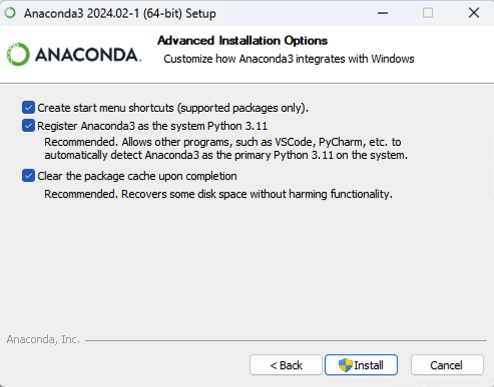 Anaconda3 2024.02-1 (64-bit) Setup
Advanced Installation Options
Customize how Anaconda3 integrates with Windows
ANACONDA.
Create start menu shortcuts (supported packages only).
Register Anaconda3 as the system Python 3.11
Recommended. Allows other programs, such as VSCode, PyCharm, etc. to
automatically detect Anaconda3 as the primary Python 3.11 on the system.
Clear the package cache upon completion
Recommended. Recovers some disk space without harming functionality.
Anaconda, Inc.
< Back Install Cancel